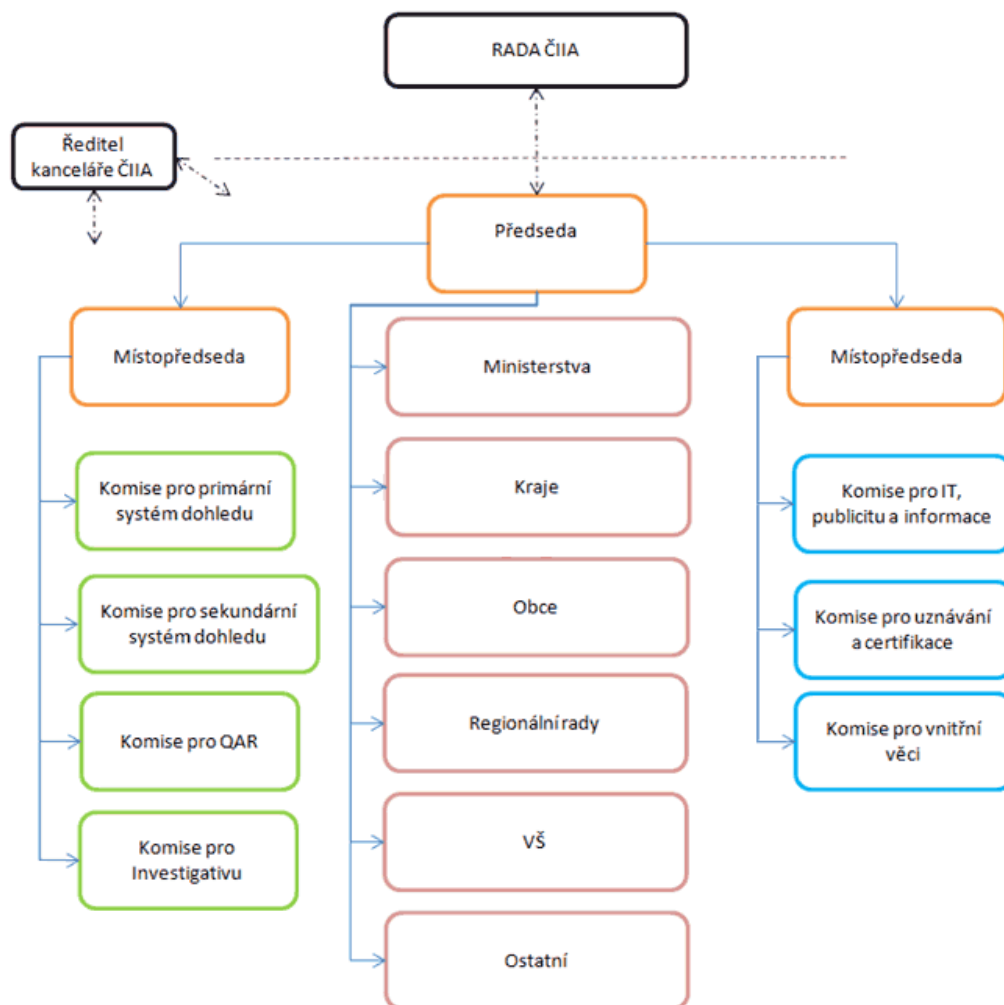 RADA ČIIA
Ředitel
kanceláře ČIIA
Předseda
Místopředseda
Komise pro primární
systém dohledu
Komise pro sekundární
systém dohledu
Komise pro QAR
Komise pro
Investigativu
Ministerstva
Kraje
Obce
Regionální rady
VŠ
Ostatní
Místopředseda
Komise pro IT,
publicitu a informace
Komise pro uznávání
a certifikace
Komise pro vnitřní
věci